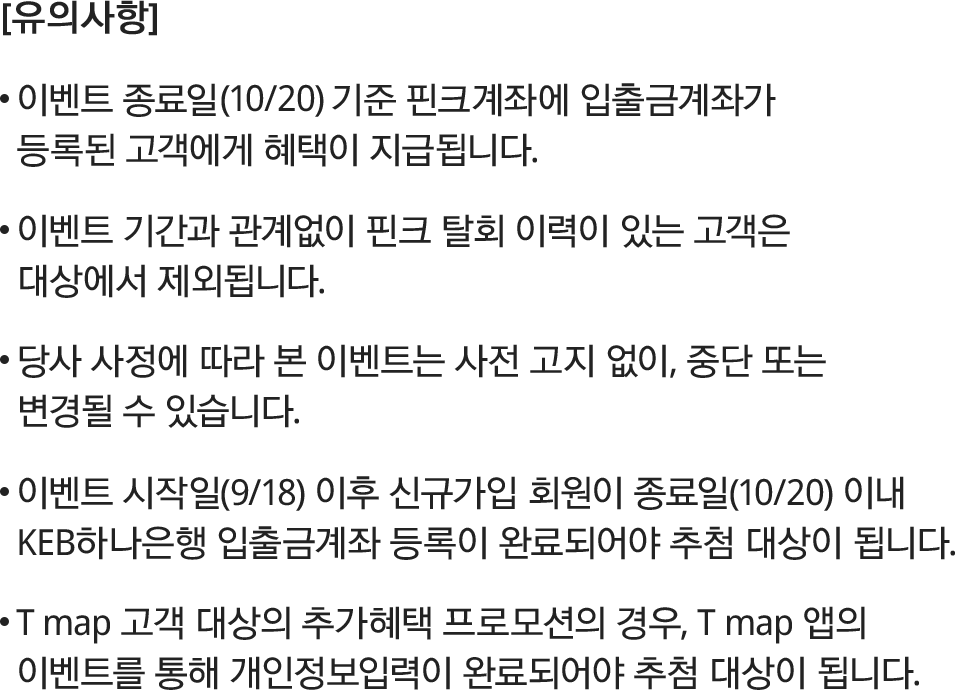 [유의사항]
• 이벤트 종료일(10/20) 기준 핀크계좌에 입출금계좌가
등록된 고객에게 혜택이 지급됩니다.
• 이벤트 기간과 관계없이 핀크 탈회 이력이 있는 고객은
대상에서 제외됩니다.
• 당사 사정에 따라 본 이벤트는 사전 고지 없이, 중단 또는
변경될 수 있습니다.
• 이벤트 시작일(9/18) 이후 신규가입 회원이 종료일(10/20) 이내
KEB하나은행 입출금계좌 등록이 완료되어야 추첨 대상이 됩니다.
• T map 고객 대상의 추가혜택 프로모션의 경우, T map 앱의
이벤트를 통해 개인정보입력이 완료되어야 추첨 대상이 됩니다.